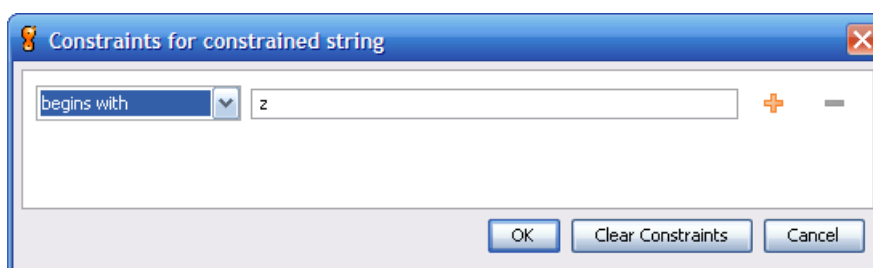 Constraints for constrained string
begins with z
OK Clear Constraints Cancel